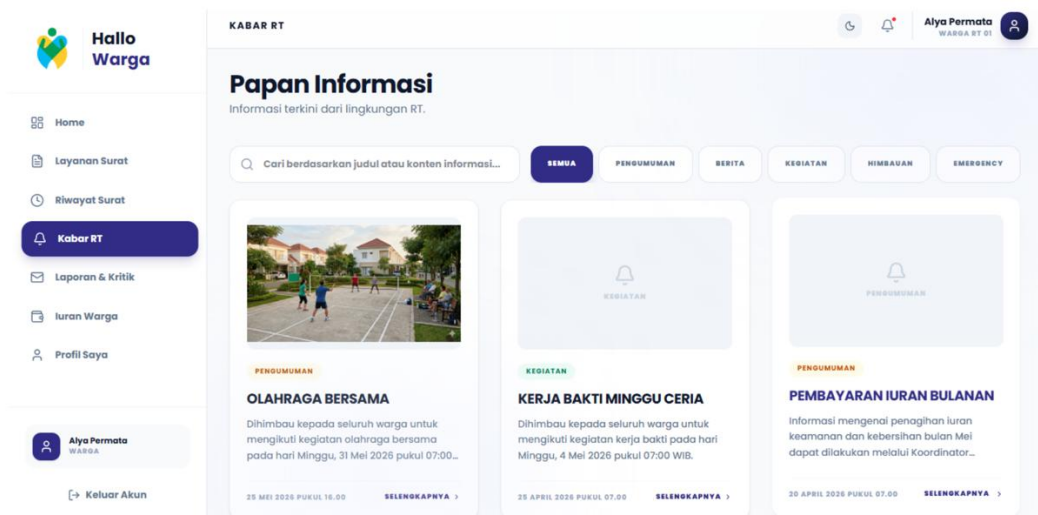 Hallo
Warga
Home
Layanan Surat
Riwayat Surat
Kabar RT
Laporan & Kritik
Iuran Warga
Profil Saya
Alya Permata
WARGA
Keluar Akun
KABAR RT
Alya Permata
WARGA RT 01
Papan Informasi
Informasi terkini dari lingkungan RT.
Cari berdasarkan judul atau konten informasi...
SEMUA
PENGUMUMAN
BERITA
KEGIATAN
HIMBAUAN
EMERGENCY
PENGUMUMAN
OLAHRAGA BERSAMA
Dihimbau kepada seluruh warga untuk
mengikuti kegiatan olahraga bersama
pada hari Minggu, 31 Mei 2026 pukul 07:00...
25 MEI 2026 PUKUL 16.00
SELENGKAPNYA >
KEGIATAN
KEGIATAN
KERJA BAKTI MINGGU CERIA
Dihimbau kepada seluruh warga untuk
mengikuti kegiatan kerja bakti pada hari
Minggu, 4 Mei 2026 pukul 07:00 WIB.
25 APRIL 2026 PUKUL 07.00
SELENGKAPNYA >
PENGUMUMAN
PENGUMUMAN
PEMBAYARAN IURAN BULANAN
Informasi mengenai penagihan iuran
keamanan dan kebersihan bulan Mei
dapat dilakukan melalui Koordinator...
20 APRIL 2026 PUKUL 07.00
SELENGKAPNYA >